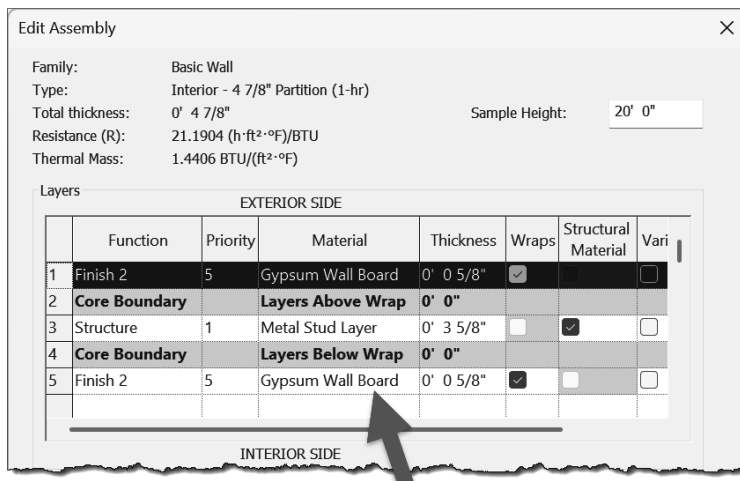 Edit Assembly
Family: Basic Wall
Type: Interior - 4 7/8" Partition (1-hr)
Total thickness: 0' 4 7/8" Sample Height: 20' 0"
Resistance (R): 21.1904 (h·ft²·ºF)/BTU
Thermal Mass: 1.4406 BTU/(ft²·ºF)
Layers
EXTERIOR SIDE
Function Priority Material Thickness Wraps Structural Material Vari
1 Finish 2 5 Gypsum Wall Board 0' 0 5/8"
2 Core Boundary Layers Above Wrap 0' 0"
3 Structure 1 Metal Stud Layer 0' 3 5/8"
4 Core Boundary Layers Below Wrap 0' 0"
5 Finish 2 5 Gypsum Wall Board 0' 0 5/8"
INTERIOR SIDE